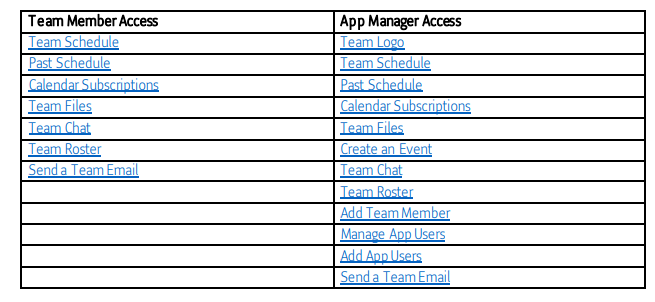 Team Member Access App Manager Access
Team Schedule Team Logo
Past Schedule Team Schedule
Calendar Subscriptions Past Schedule
Team Files Calendar Subscriptions
Team Chat Team Files
Team Roster Create an Event
Send a Team Email Team Chat
Team Roster
Add Team Member
Manage App Users
Add App Users
Send a Team Email